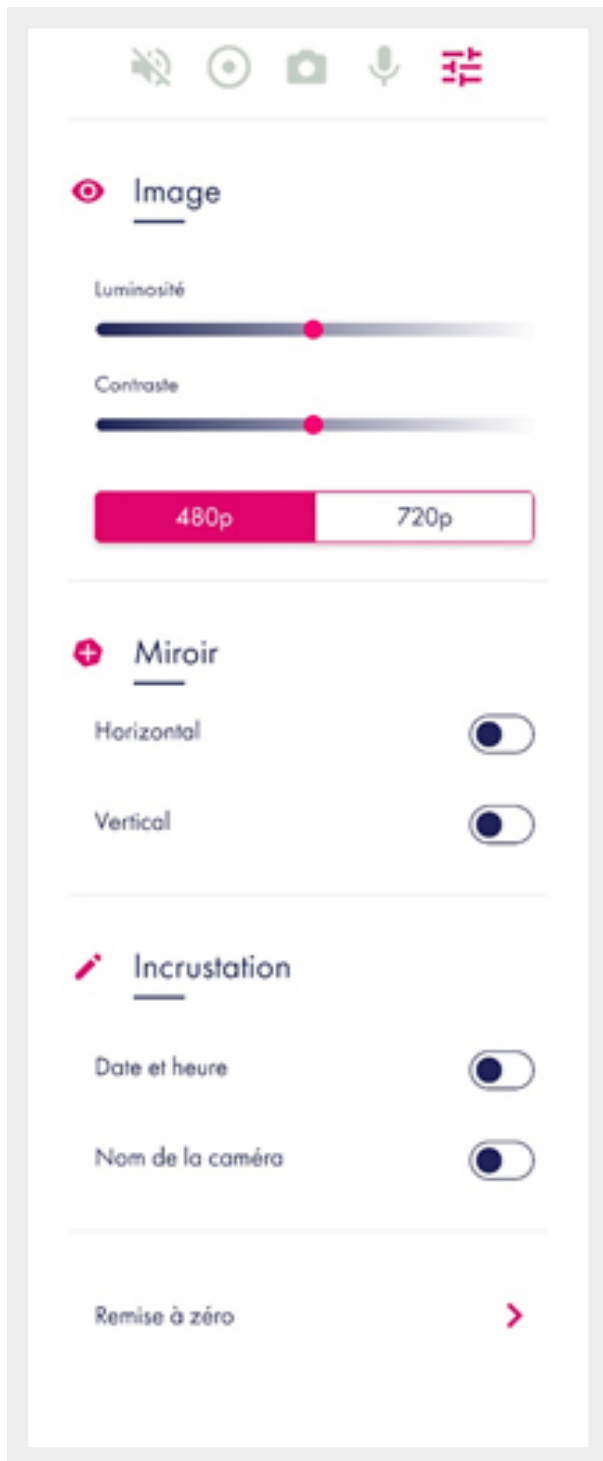 Image
Luminosité
Contraste
480p 720p
Miroir
Horizontal
Vertical
Incrustation
Date et heure
Nom de la caméra
Remise à zéro